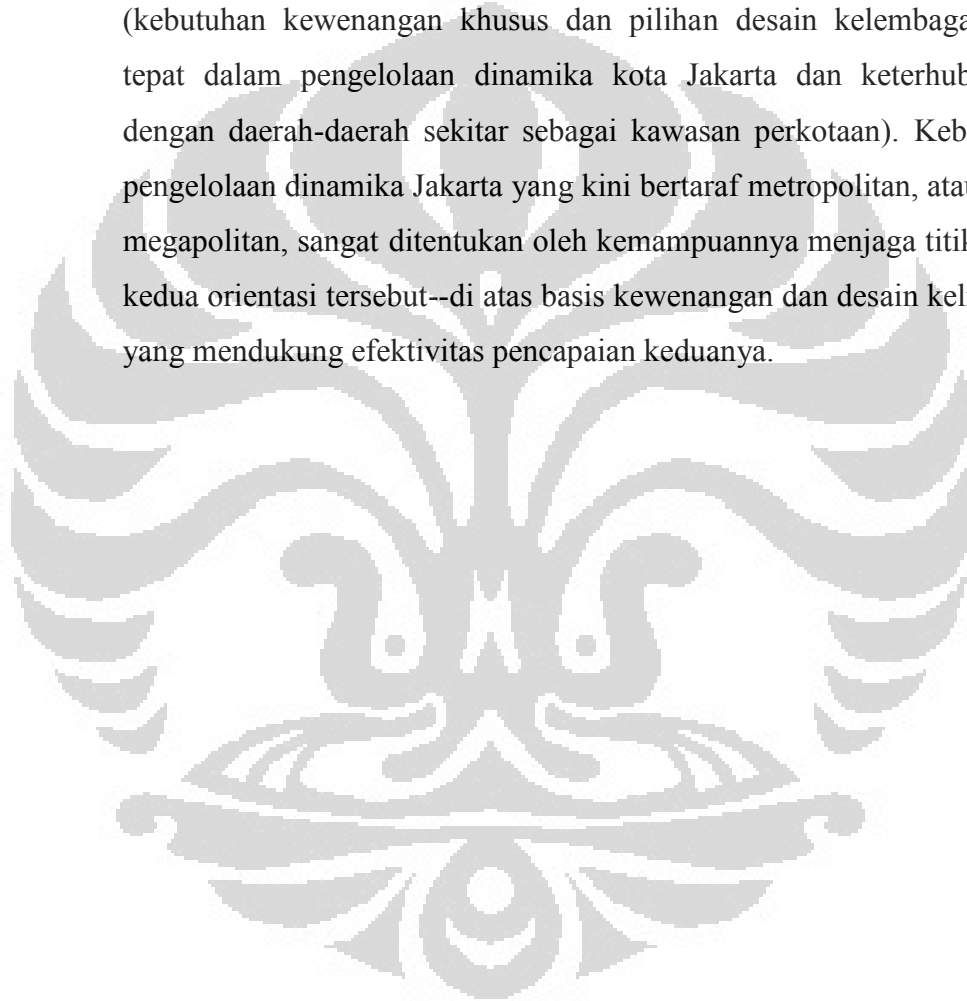 (kebutuhan kewenangan khusus dan pilihan desain kelembaga
tepat dalam pengelolaan dinamika kota Jakarta dan keterhub
dengan daerah-daerah sekitar sebagai kawasan perkotaan). Keb
pengelolaan dinamika Jakarta yang kini bertaraf metropolitan, atau
megapolitan, sangat ditentukan oleh kemampuannya menjaga titik
kedua orientasi tersebut--di atas basis kewenangan dan desain kel
yang mendukung efektivitas pencapaian keduanya.